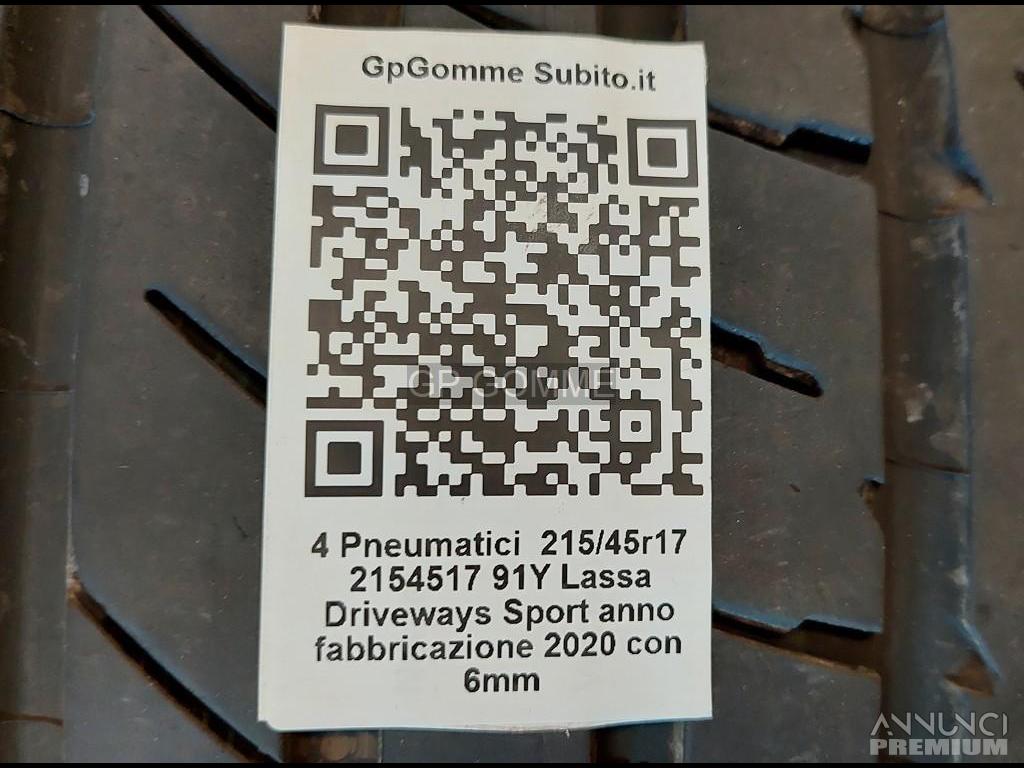 GpGomme Subito.it
GP GOMME
4 Pneumatici 215/45r17
2154517 91Y Lassa
Driveways Sport anno
fabbricazione 2020 con
6mm
ANNUNCI
PREMIUM